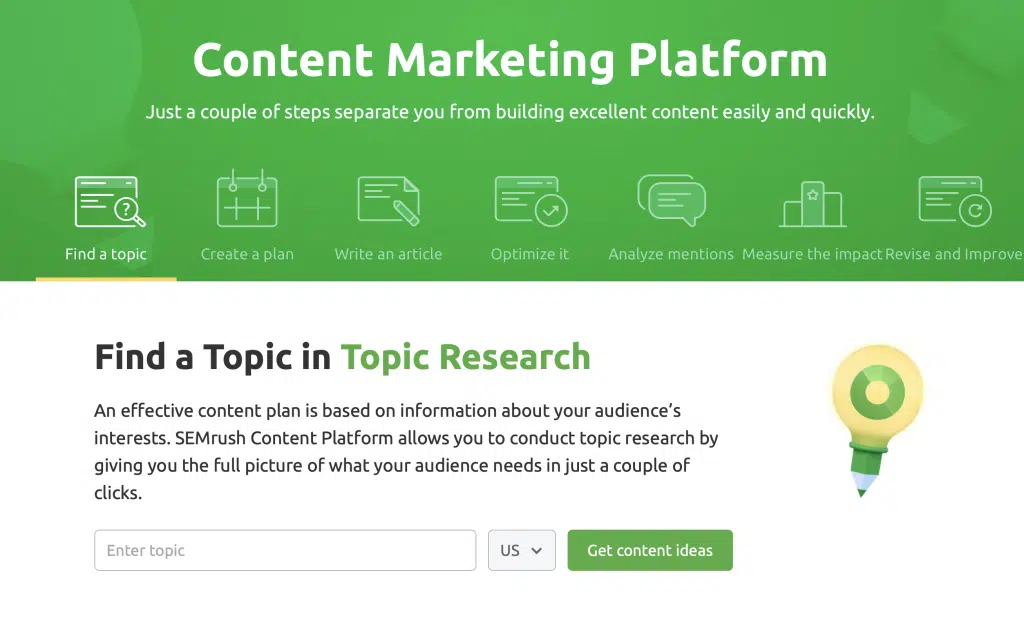 Content Marketing Platform
Just a couple of steps separate you from building excellent content easily and quickly.
?
Find a topic
Create a plan
Write an article
Optimize it
Analyze mentions
Measure the impact
Revise and Improve
Find a Topic in Topic Research
An effective content plan is based on information about your audience’s
interests. SEMrush Content Platform allows you to conduct topic research by
giving you the full picture of what your audience needs in just a couple of
clicks.
Enter topic
US
Get content ideas